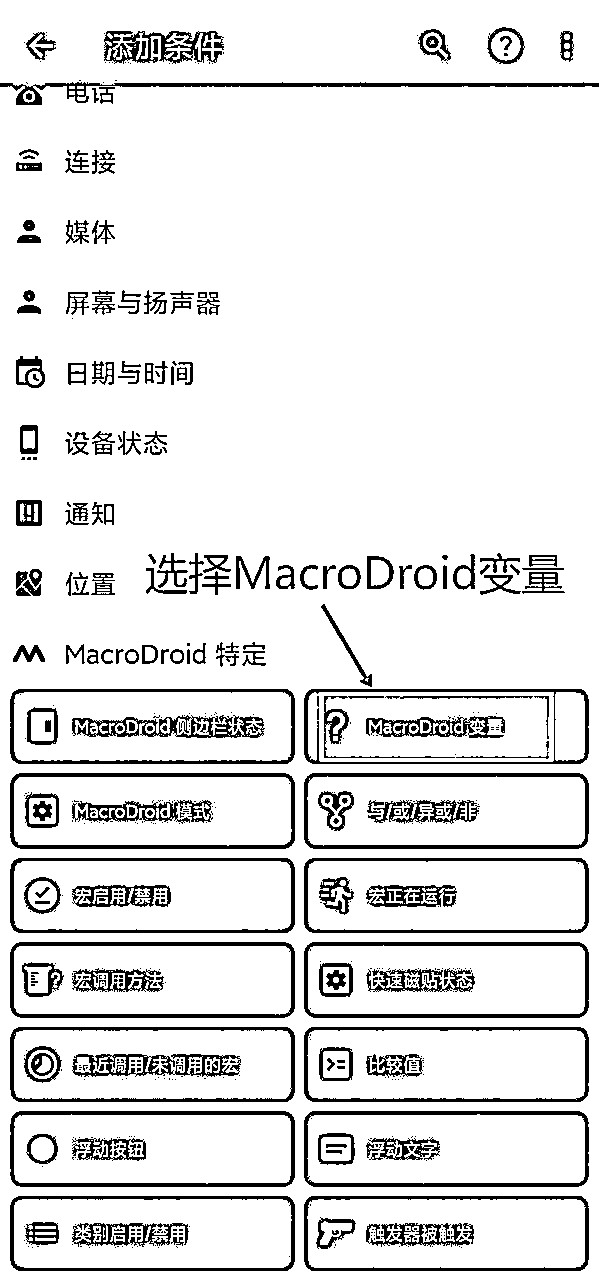 添加条件
电话
连接
媒体
屏幕与扬声器
日期与时间
设备状态
通知
位置
选择MacroDroid变量
MacroDroid 特定
MacroDroid 侧边栏状态
MacroDroid 变量
MacroDroid 模式
与/或/异或/非
宏启用/禁用
宏正在运行
宏调用方法
快速磁贴状态
最近调用/未调用的宏
比较值
浮动按钮
浮动文字
类别启用/禁用
触发器被触发